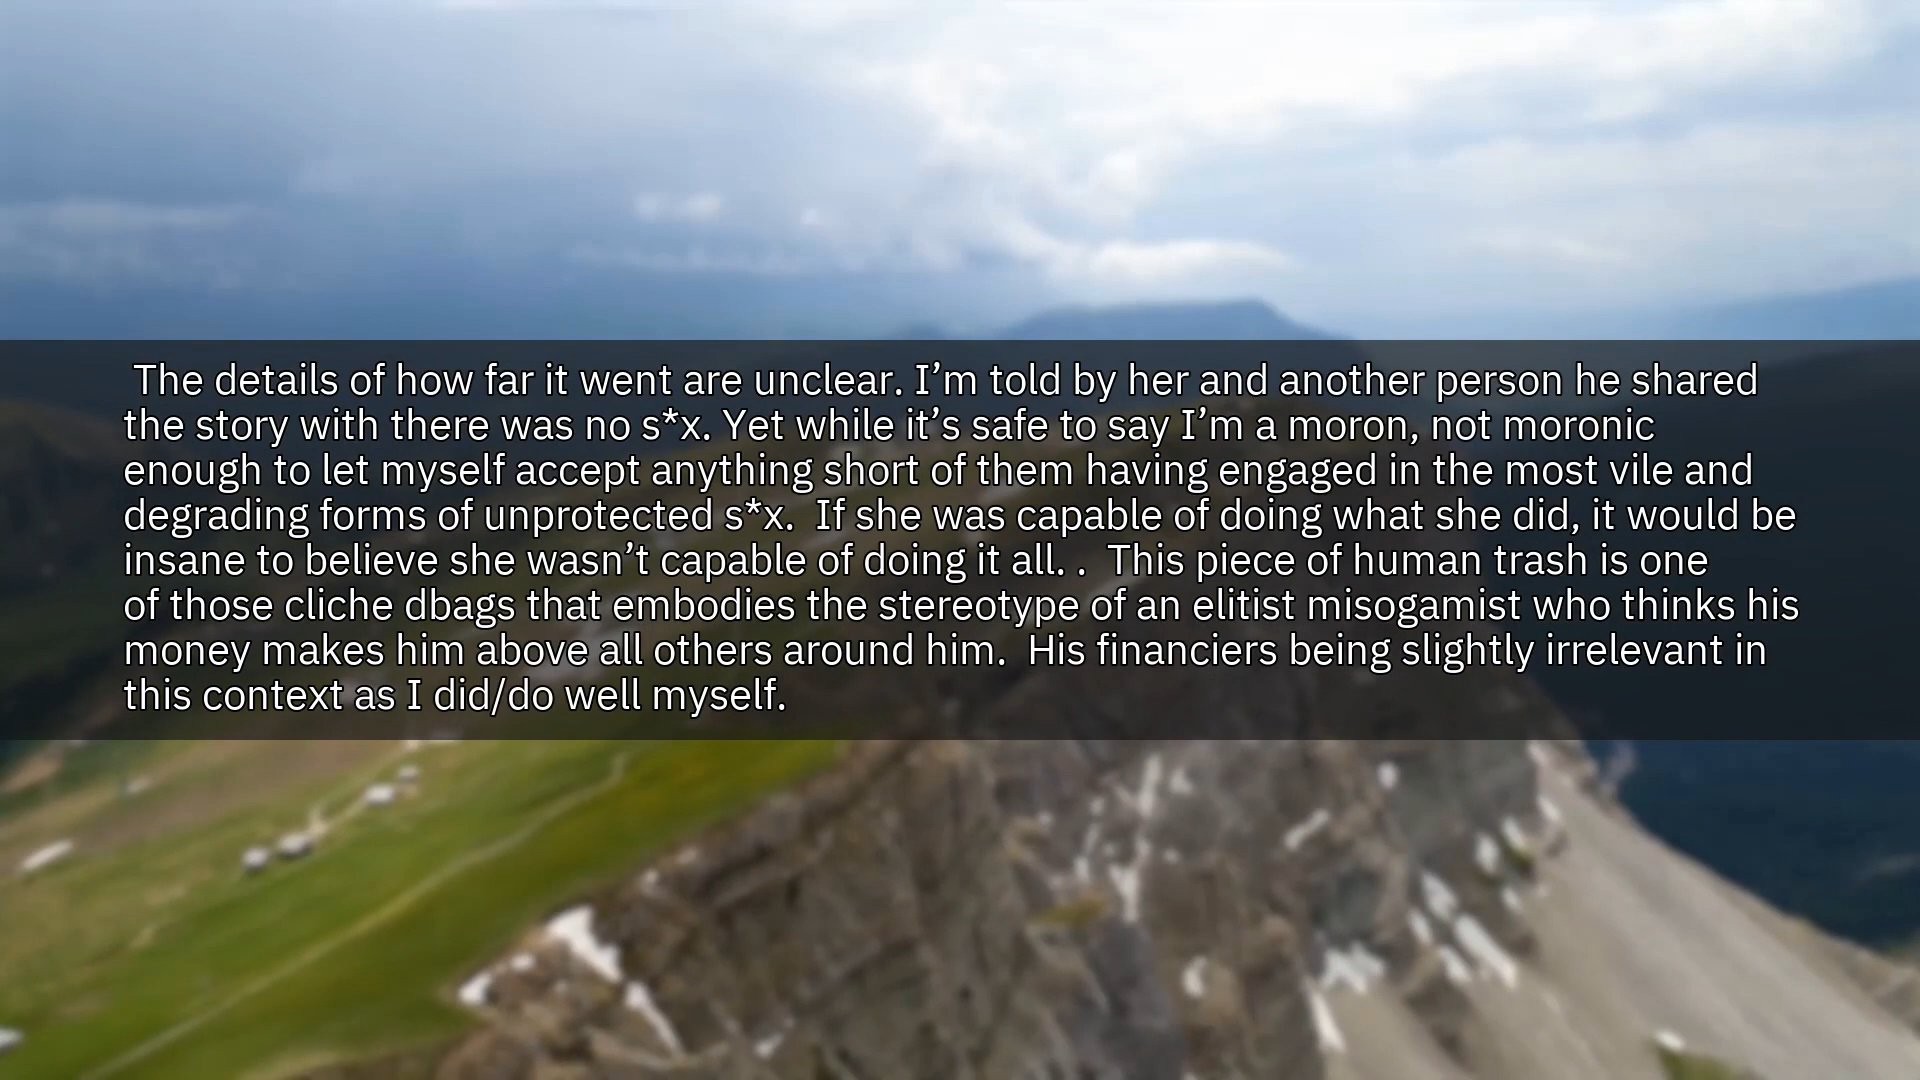 The details of how far it went are unclear. I’m told by her and another person he shared
the story with there was no s*x. Yet while it’s safe to say I’m a moron, not moronic
enough to let myself accept anything short of them having engaged in the most vile and
degrading forms of unprotected s*x.  If she was capable of doing what she did, it would be
insane to believe she wasn’t capable of doing it all. .  This piece of human trash is one
of those cliche dbags that embodies the stereotype of an elitist misogamist who thinks his
money makes him above all others around him.  His financiers being slightly irrelevant in
this context as I did/do well myself.